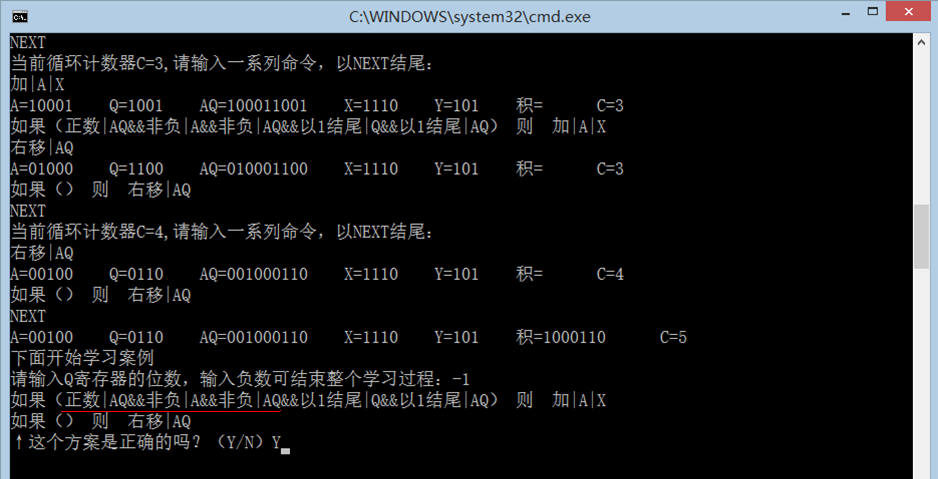 C:\WINDOWS\system32\cmd.exe
NEXT
当前循环计数器C=3,请输入一系列命令，以NEXT结尾：
加|A|X
A=10001 Q=1001 AQ=100011001 X=1110 Y=101 积= C=3
如果（正数|AQ&&非负|A&&非负|AQ&&以1结尾|Q&&以1结尾|AQ） 则 加|A|X
右移|AQ
A=01000 Q=1100 AQ=010001100 X=1110 Y=101 积= C=3
如果（） 则 右移|AQ
NEXT
当前循环计数器C=4,请输入一系列命令，以NEXT结尾：
右移|AQ
A=00100 Q=0110 AQ=001000110 X=1110 Y=101 积= C=4
如果（） 则 右移|AQ
NEXT
A=00100 Q=0110 AQ=001000110 X=1110 Y=101 积=1000110 C=5
下面开始学习案例
请输入Q寄存器的位数，输入负数可结束整个学习过程：-1
如果（正数|AQ&&非负|A&&非负|AQ&&以1结尾|Q&&以1结尾|AQ） 则 加|A|X
如果（） 则 右移|AQ
↑这个方案是正确的吗？（Y/N）Y